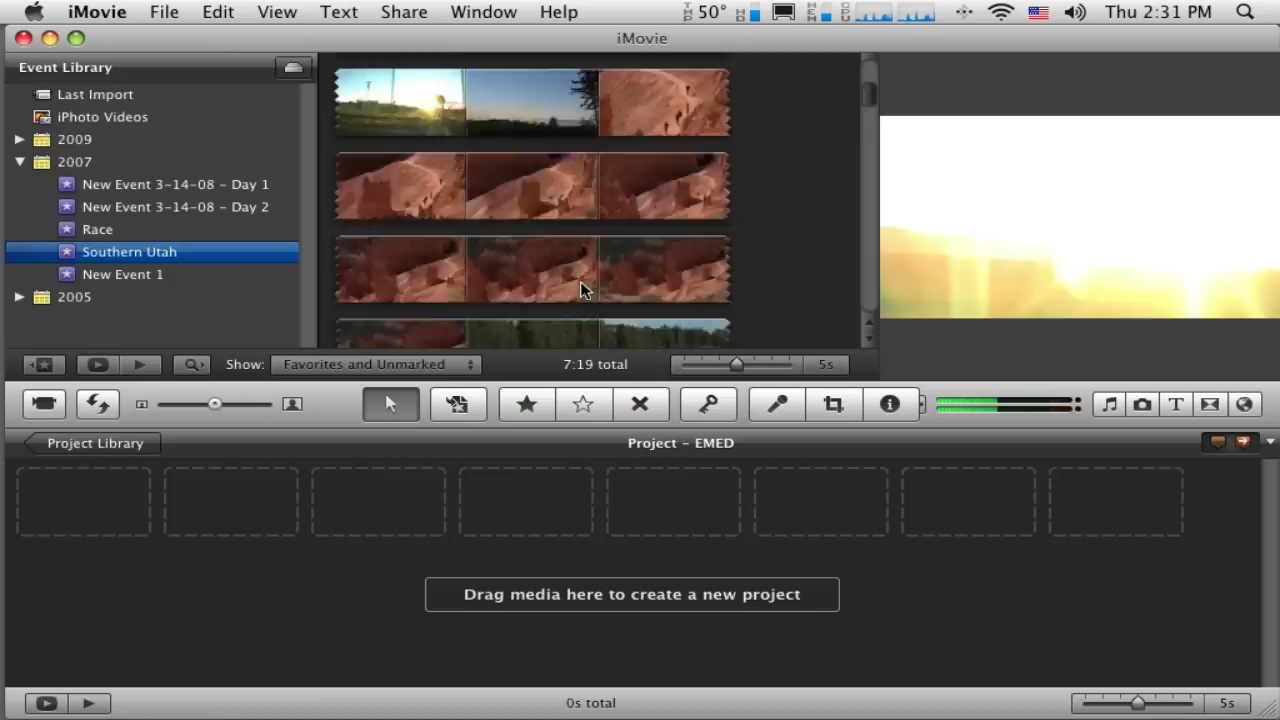 iMovie File Edit View Text Share Window Help 50° Thu 2:31 PM
iMovie
Event Library
Last Import
iPhoto Videos
2009
2007
New Event 3-14-08 – Day 1
New Event 3-14-08 – Day 2
Race
Southern Utah
New Event 1
2005
Show: Favorites and Unmarked 7:19 total 5s
Project Library Project – EMED
Drag media here to create a new project
0s total 5s